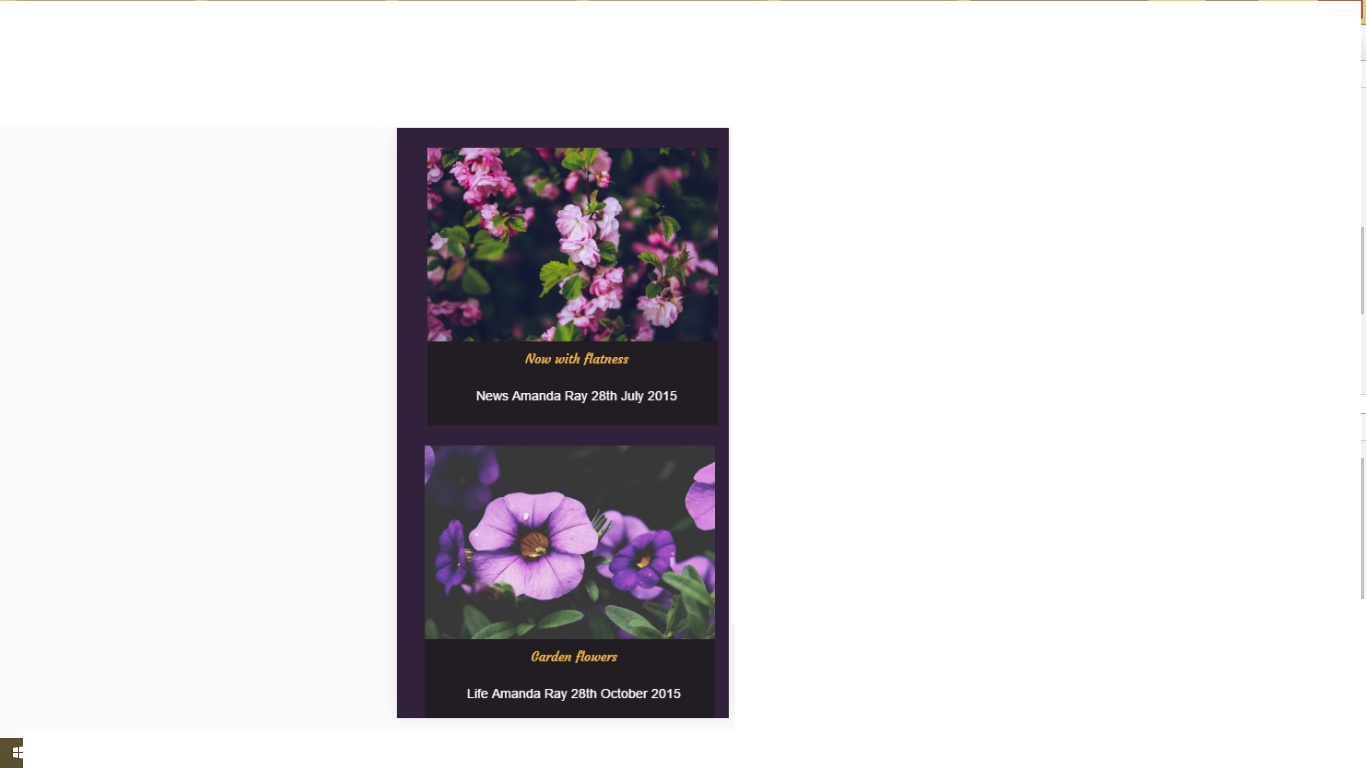 Now with flatness
News Amanda Ray 28th July 2015
Garden flowers
Life Amanda Ray 28th October 2015